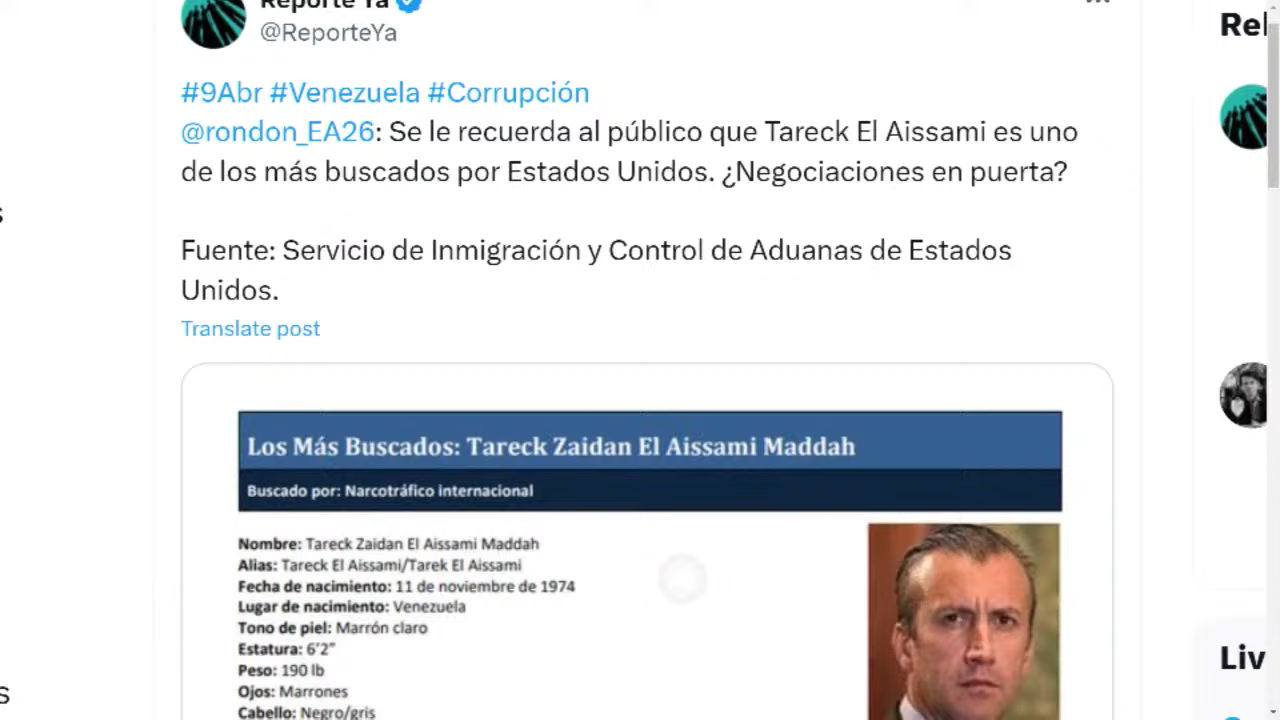 Reporte Ya
@ReporteYa
#9Abr #Venezuela #Corrupción
@rondon_EA26: Se le recuerda al público que Tareck El Aissami es uno
de los más buscados por Estados Unidos. ¿Negociaciones en puerta?
Fuente: Servicio de Inmigración y Control de Aduanas de Estados
Unidos.
Translate post
Los Más Buscados: Tareck Zaidan El Aissami Maddah
Buscado por: Narcotráfico internacional
Nombre: Tareck Zaidan El Aissami Maddah
Alias: Tareck El Aissami/Tarek El Aissami
Fecha de nacimiento: 11 de noviembre de 1974
Lugar de nacimiento: Venezuela
Tono de piel: Marrón claro
Estatura: 6'2"
Peso: 190 lb
Ojos: Marrones
Cabello: Negro/gris